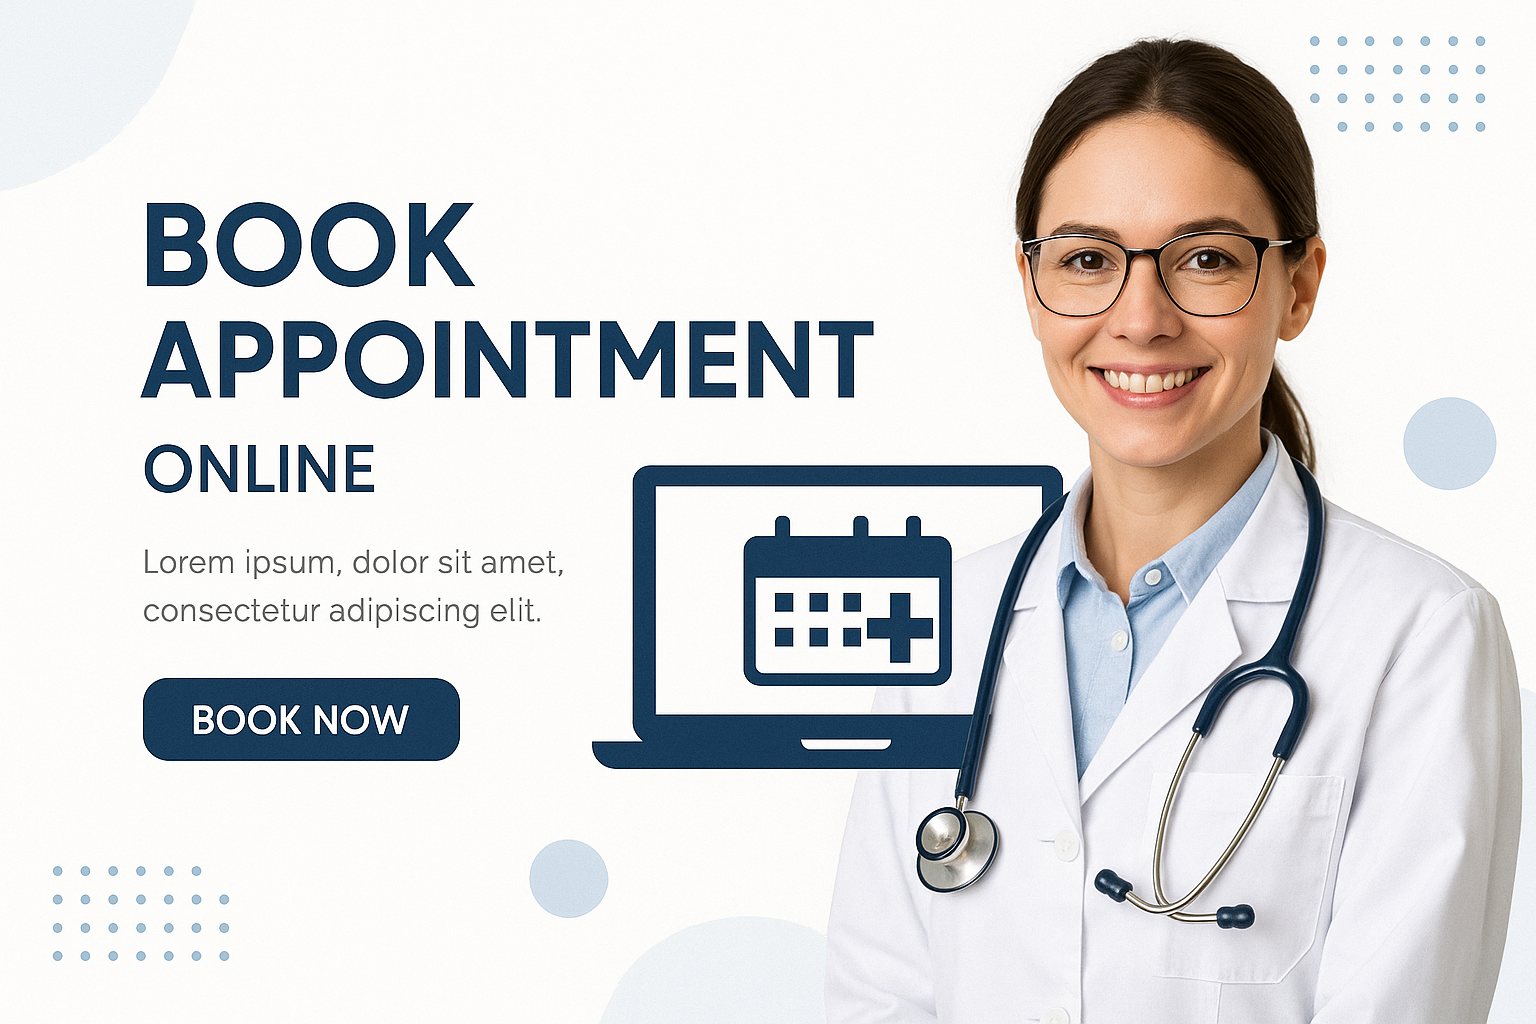 BOOK
APPOINTMENT
ONLINE
Lorem ipsum, dolor sit amet,
consectetur adipiscing elit.
BOOK NOW